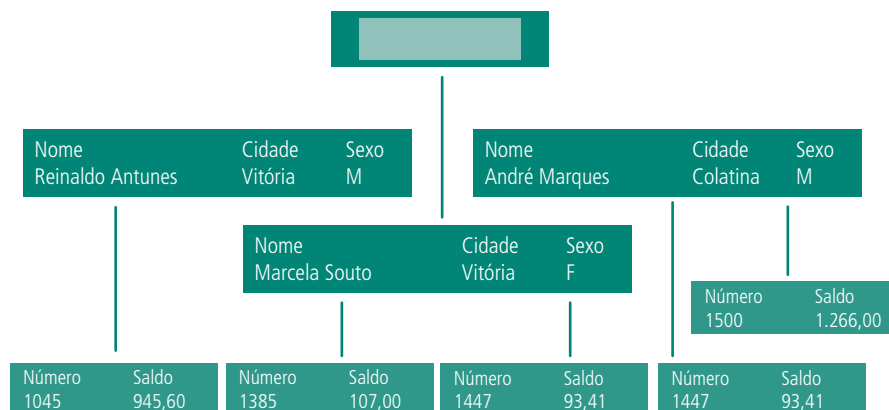 Nome Cidade Sexo
Reinaldo Antunes Vitória M
Nome Cidade Sexo
André Marques Colatina M
Nome Cidade Sexo
Marcela Souto Vitória F
Número Saldo
1500 1.266,00
Número Saldo
1045 945,60
Número Saldo
1385 107,00
Número Saldo
1447 93,41
Número Saldo
1447 93,41